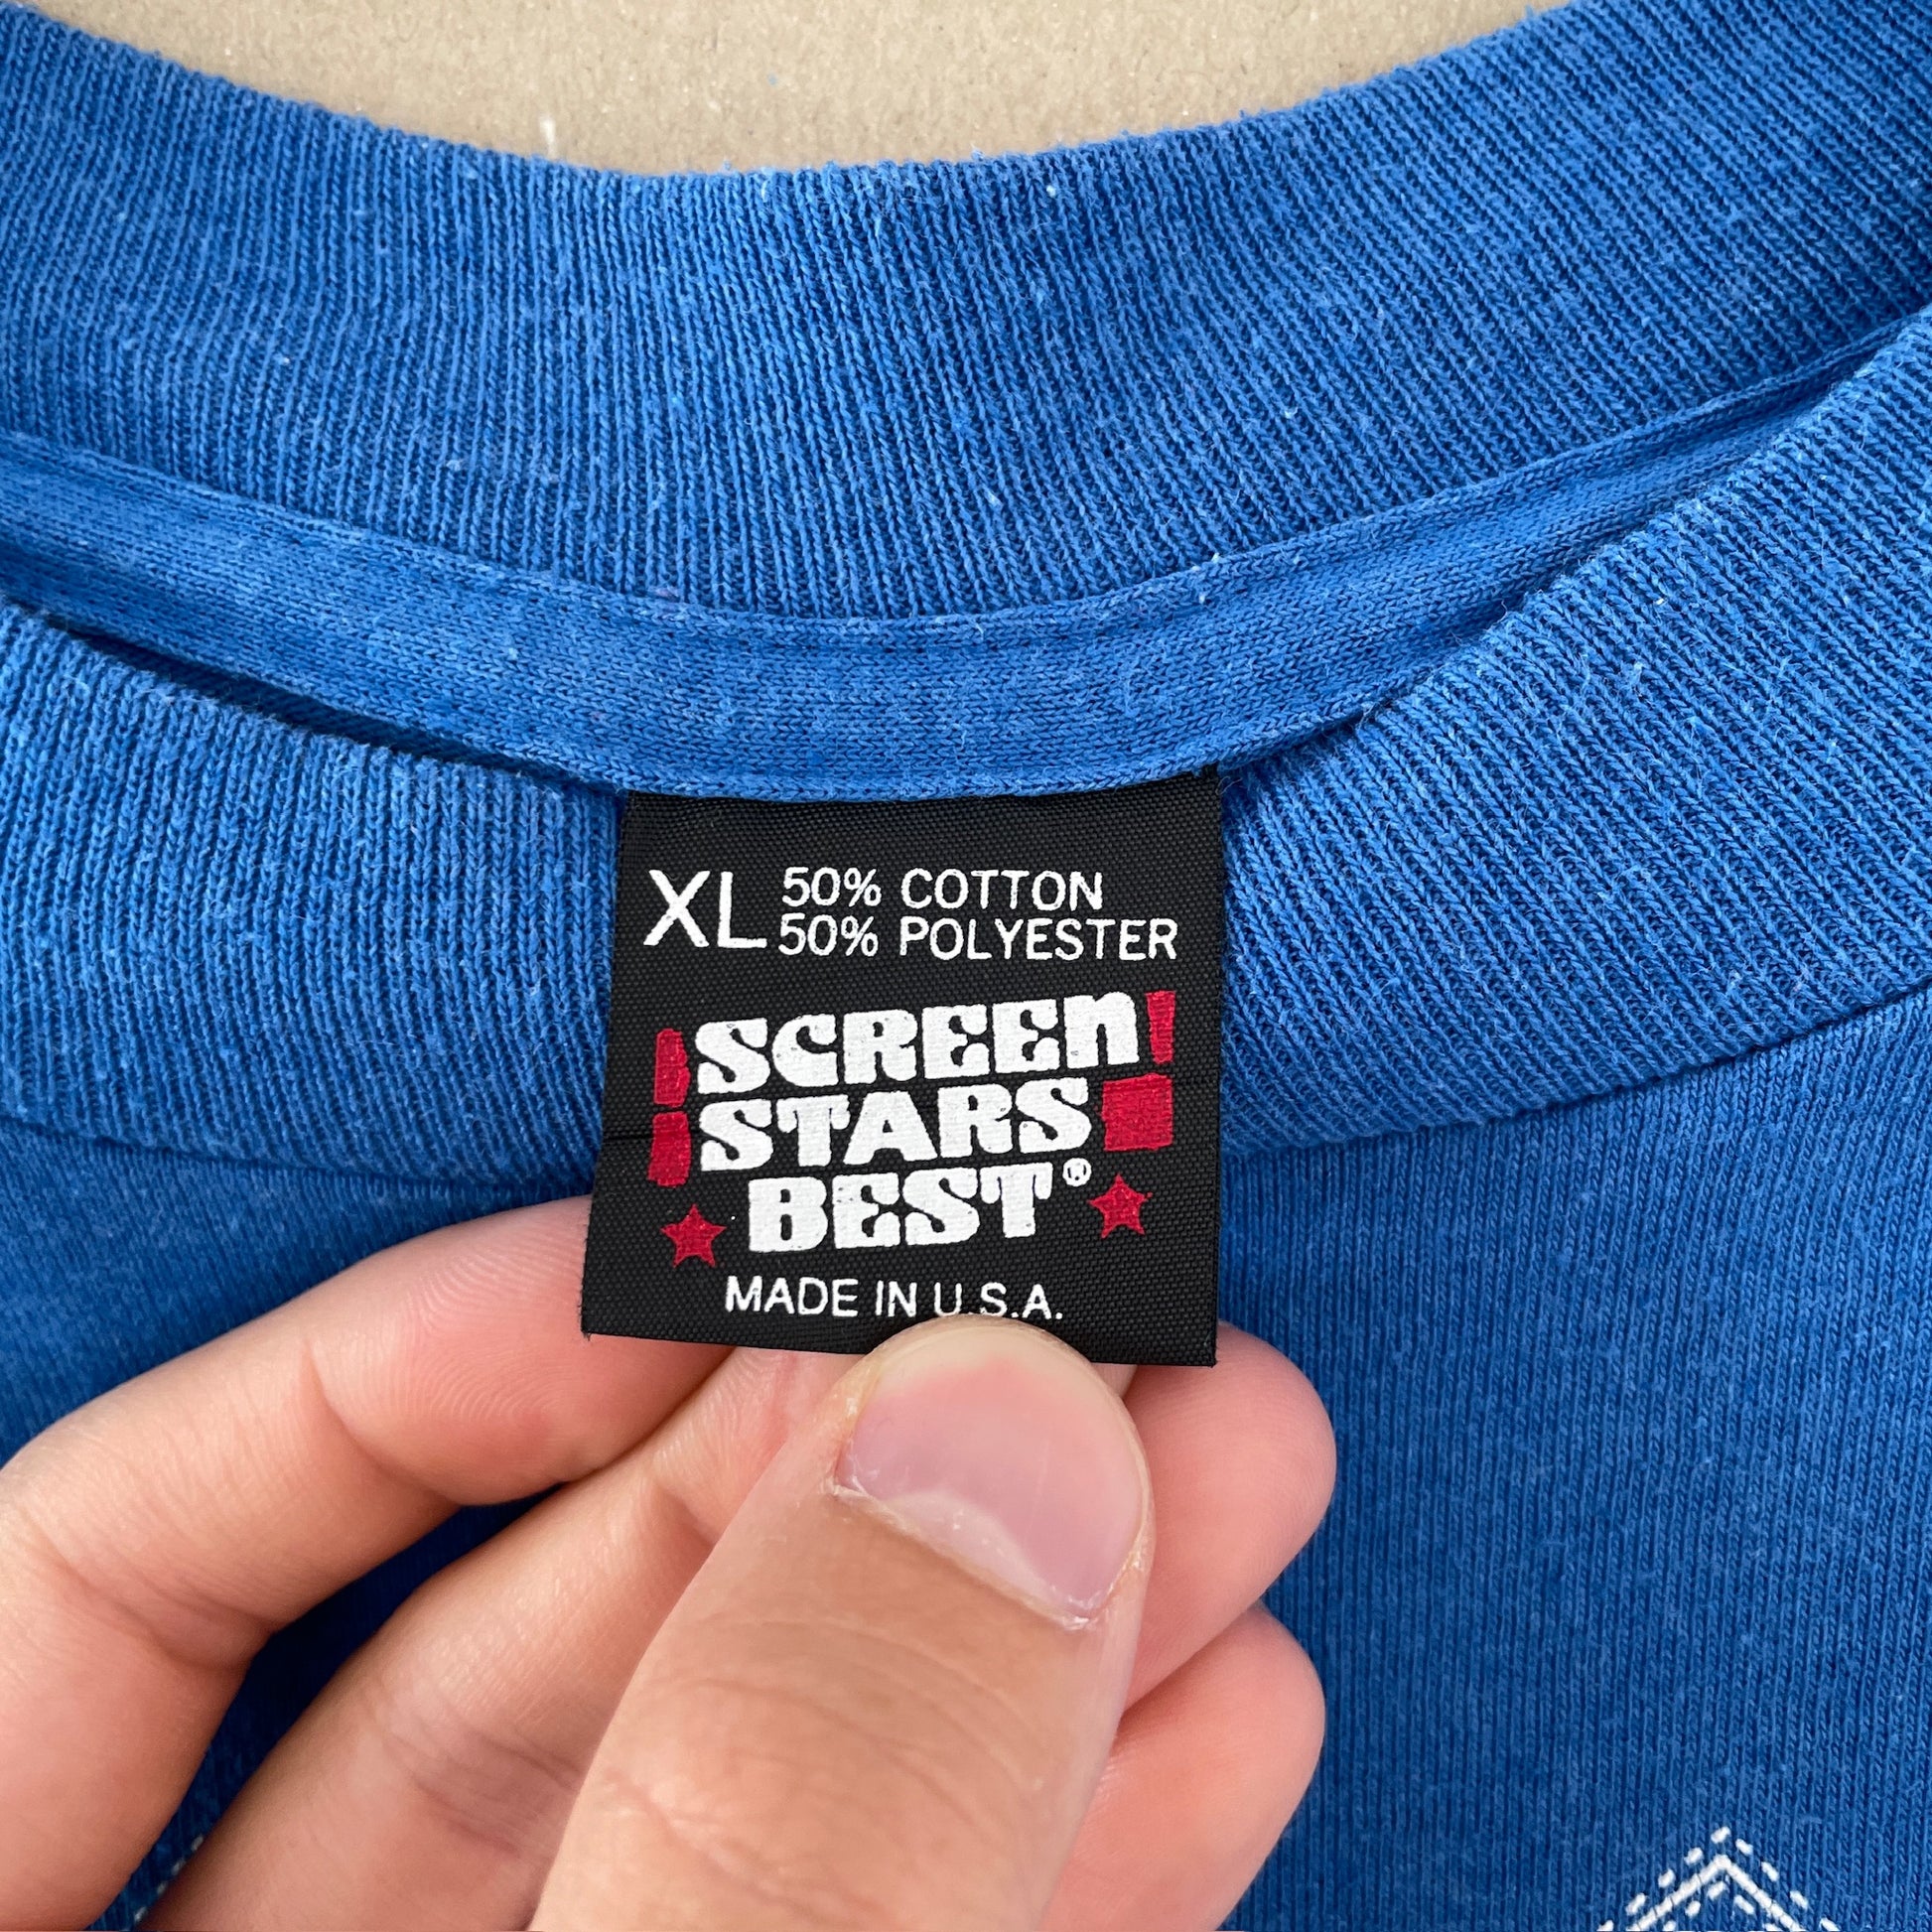 XL 50% COTTON
50% POLYESTER
SCREEN
STARS
BEST®
MADE IN U.S.A.